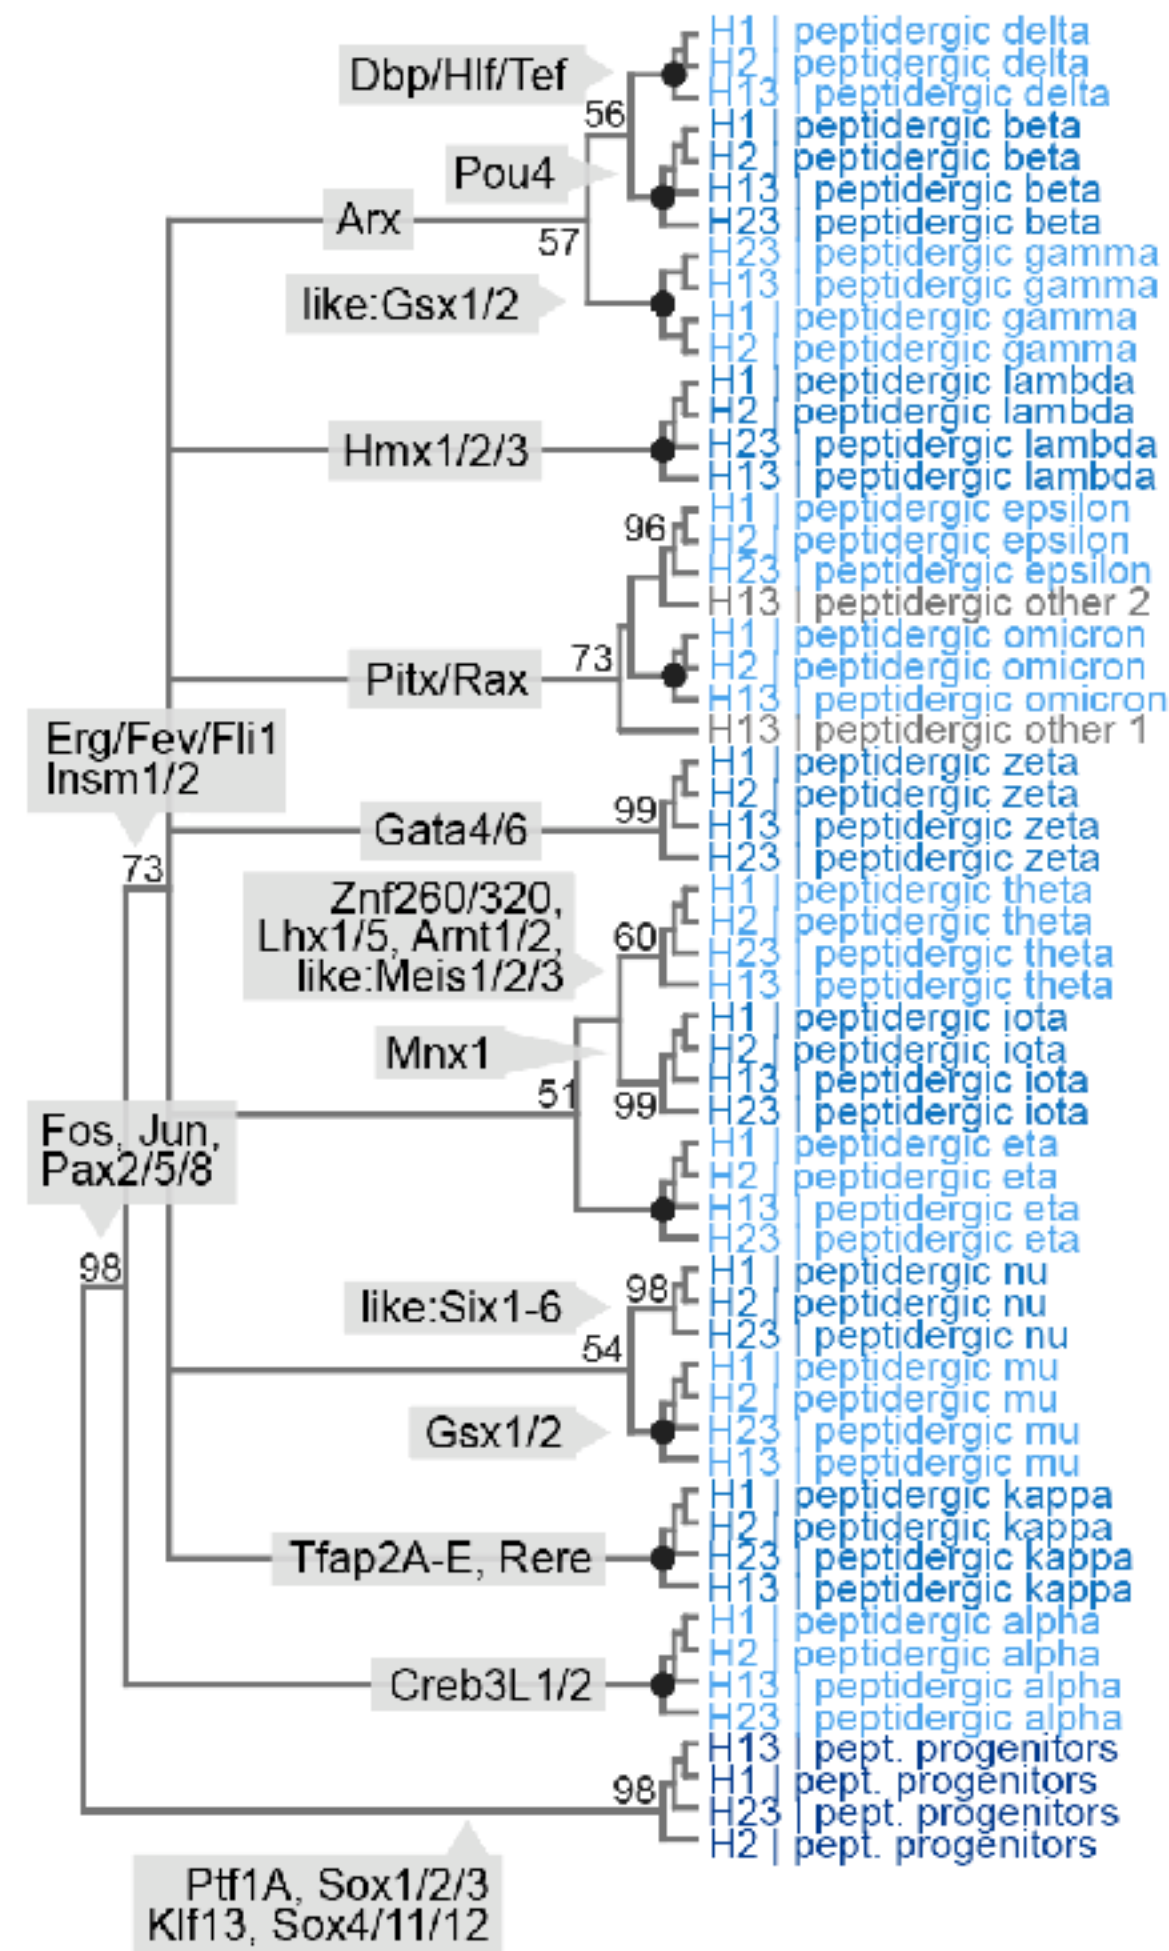 H1 | peptidergic delta
Dbp/Hlf/Tef
H2 | peptidergic delta
H13 | peptidergic delta
56
H1 | peptidergic beta
H2 | peptidergic beta
Pou4
H13 | peptidergic beta
Arx
H23 | peptidergic beta
57
H23 | peptidergic gamma
H13 | peptidergic gamma
like:Gsx1/2
H1 | peptidergic gamma
H2 | peptidergic gamma
H1 | peptidergic lambda
H2 | peptidergic lambda
Hmx1/2/3
H23 | peptidergic lambda
H13 | peptidergic lambda
H1 | peptidergic epsilon
96
H2 | peptidergic epsilon
H23 | peptidergic epsilon
H13 | peptidergic other 2
H1 | peptidergic omicron
73
H2 | peptidergic omicron
Pitx/Rax
H13 | peptidergic omicron
H13 | peptidergic other 1
Erg/Fev/Fli1
Insm1/2
H1 | peptidergic zeta
H2 | peptidergic zeta
99
Gata4/6
H13 | peptidergic zeta
H23 | peptidergic zeta
73
H1 | peptidergic theta
Znf260/320,
Lhx1/5, Arnt1/2,
like:Meis1/2/3
H2 | peptidergic theta
60
H23 | peptidergic theta
H13 | peptidergic theta
H1 | peptidergic iota
Mnx1
H2 | peptidergic iota
H13 | peptidergic iota
51
99
H23 | peptidergic iota
Fos, Jun,
Pax2/5/8
H1 | peptidergic eta
H2 | peptidergic eta
H13 | peptidergic eta
H23 | peptidergic eta
98
H1 | peptidergic nu
98
like:Six1-6
H2 | peptidergic nu
H23 | peptidergic nu
54
H1 | peptidergic mu
H2 | peptidergic mu
Gsx1/2
H23 | peptidergic mu
H13 | peptidergic mu
H1 | peptidergic kappa
H2 | peptidergic kappa
Tfap2A-E, Rere
H23 | peptidergic kappa
H13 | peptidergic kappa
H1 | peptidergic alpha
H2 | peptidergic alpha
Creb3L1/2
H13 | peptidergic alpha
H23 | peptidergic alpha
H13 | pept. progenitors
H1 | pept. progenitors
98
H23 | pept. progenitors
H2 | pept. progenitors
Ptf1A, Sox1/2/3
Klf13, Sox4/11/12